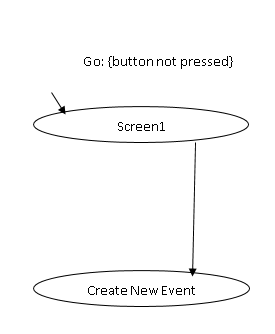 Go: {button not pressed}
Screen1
Create New Event